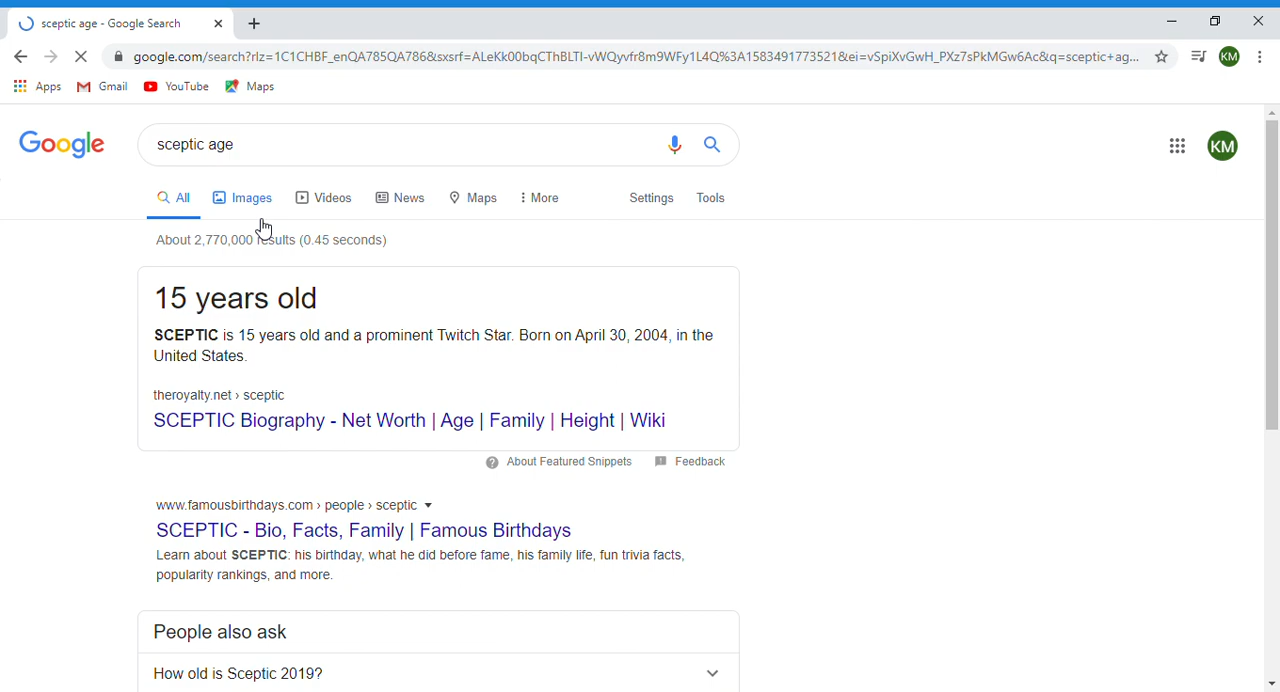 sceptic age - Google Search
google.com/search?rlz=1C1CHBF_enQA785QA786&sxsrf=ALeKk00bqCThBLTI-vWQyvfr8m9WFy1L4Q%3A1583491773521&ei=vSpiXvGwH_PXz7sPkMGw6Ac&q=sceptic+ag...
KM
Apps Gmail YouTube Maps
Google sceptic age KM
All Images Videos News Maps More Settings Tools
About 2,770,000 results (0.45 seconds)
15 years old
SCEPTIC is 15 years old and a prominent Twitch Star. Born on April 30, 2004, in the
United States.
theroyalty.net › sceptic
SCEPTIC Biography - Net Worth | Age | Family | Height | Wiki
About Featured Snippets Feedback
www.famousbirthdays.com › people › sceptic
SCEPTIC - Bio, Facts, Family | Famous Birthdays
Learn about SCEPTIC: his birthday, what he did before fame, his family life, fun trivia facts,
popularity rankings, and more.
People also ask
How old is Sceptic 2019?